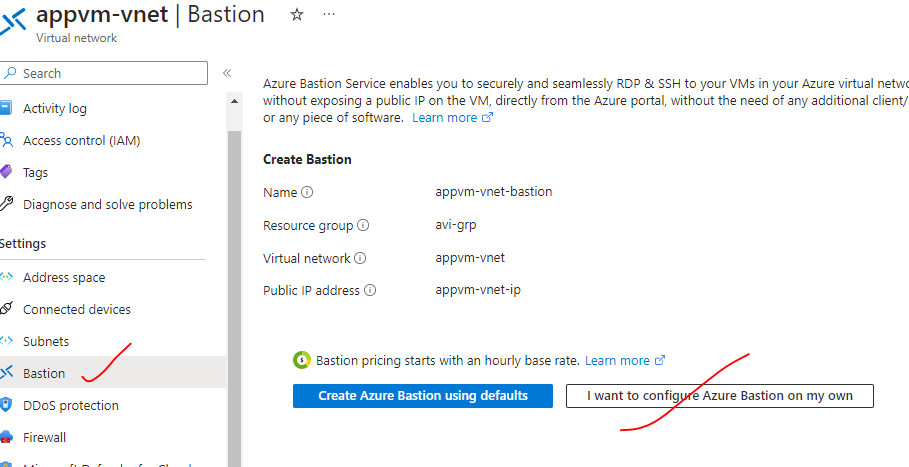 appvm-vnet | Bastion
Virtual network
Search
Activity log
Access control (IAM)
Tags
Diagnose and solve problems
Settings
Address space
Connected devices
Subnets
Bastion
DDoS protection
Firewall
Azure Bastion Service enables you to securely and seamlessly RDP & SSH to your VMs in your Azure virtual
without exposing a public IP on the VM, directly from the Azure portal, without the need of any additional client/
or any piece of software. Learn more
Create Bastion
Name appvm-vnet-bastion
Resource group avi-grp
Virtual network appvm-vnet
Public IP address appvm-vnet-ip
Bastion pricing starts with an hourly base rate. Learn more
Create Azure Bastion using defaults
I want to configure Azure Bastion on my own